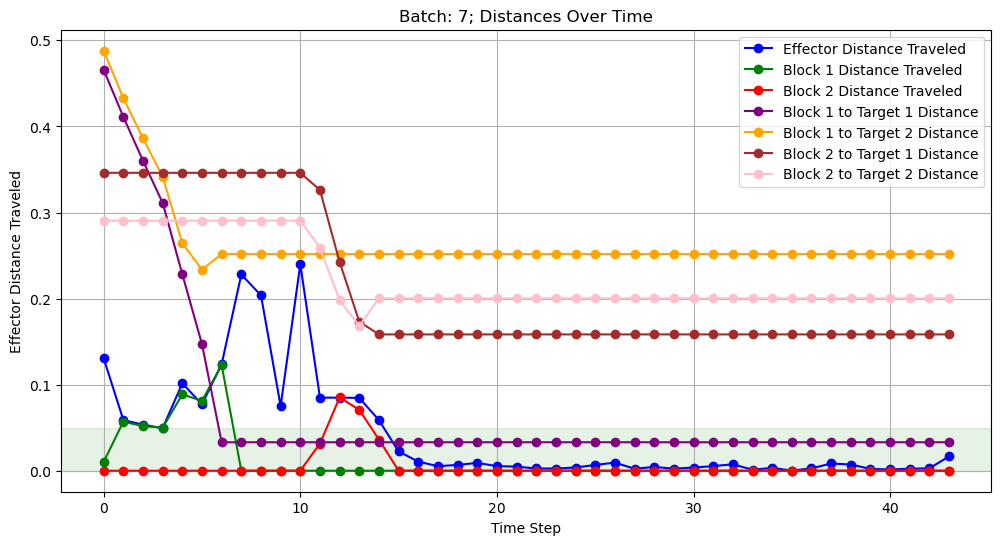 Batch: 7; Distances Over Time
Effector Distance Traveled
0.5
0.4
0.3
0.2
0.1
0.0
Effector Distance Traveled
Block 1 Distance Traveled
Block 2 Distance Traveled
Block 1 to Target 1 Distance
Block 1 to Target 2 Distance
Block 2 to Target 1 Distance
Block 2 to Target 2 Distance
0
10
20
30
40
Time Step